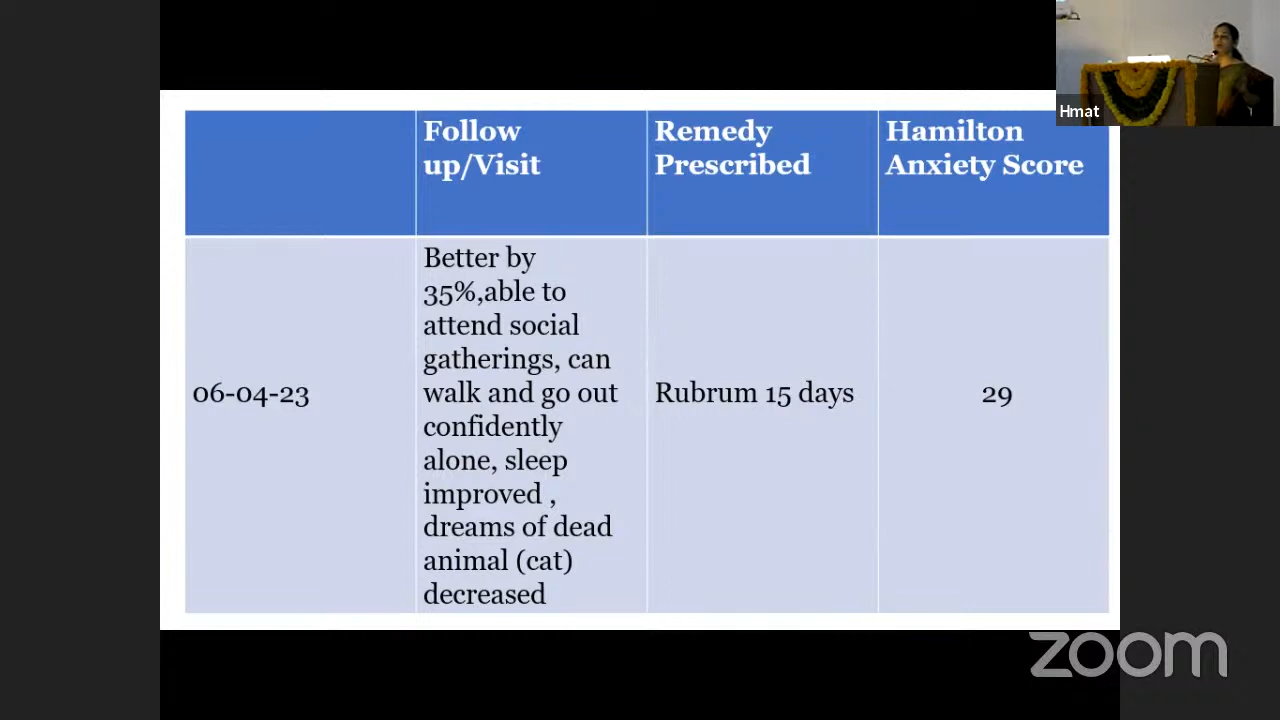 Hmat
Follow
up/Visit
Remedy
Prescribed
Hamilton
Anxiety Score
06-04-23
Better by
35%,able to
attend social
gatherings, can
walk and go out
confidently
alone, sleep
improved ,
dreams of dead
animal (cat)
decreased
Rubrum 15 days
29
zoom